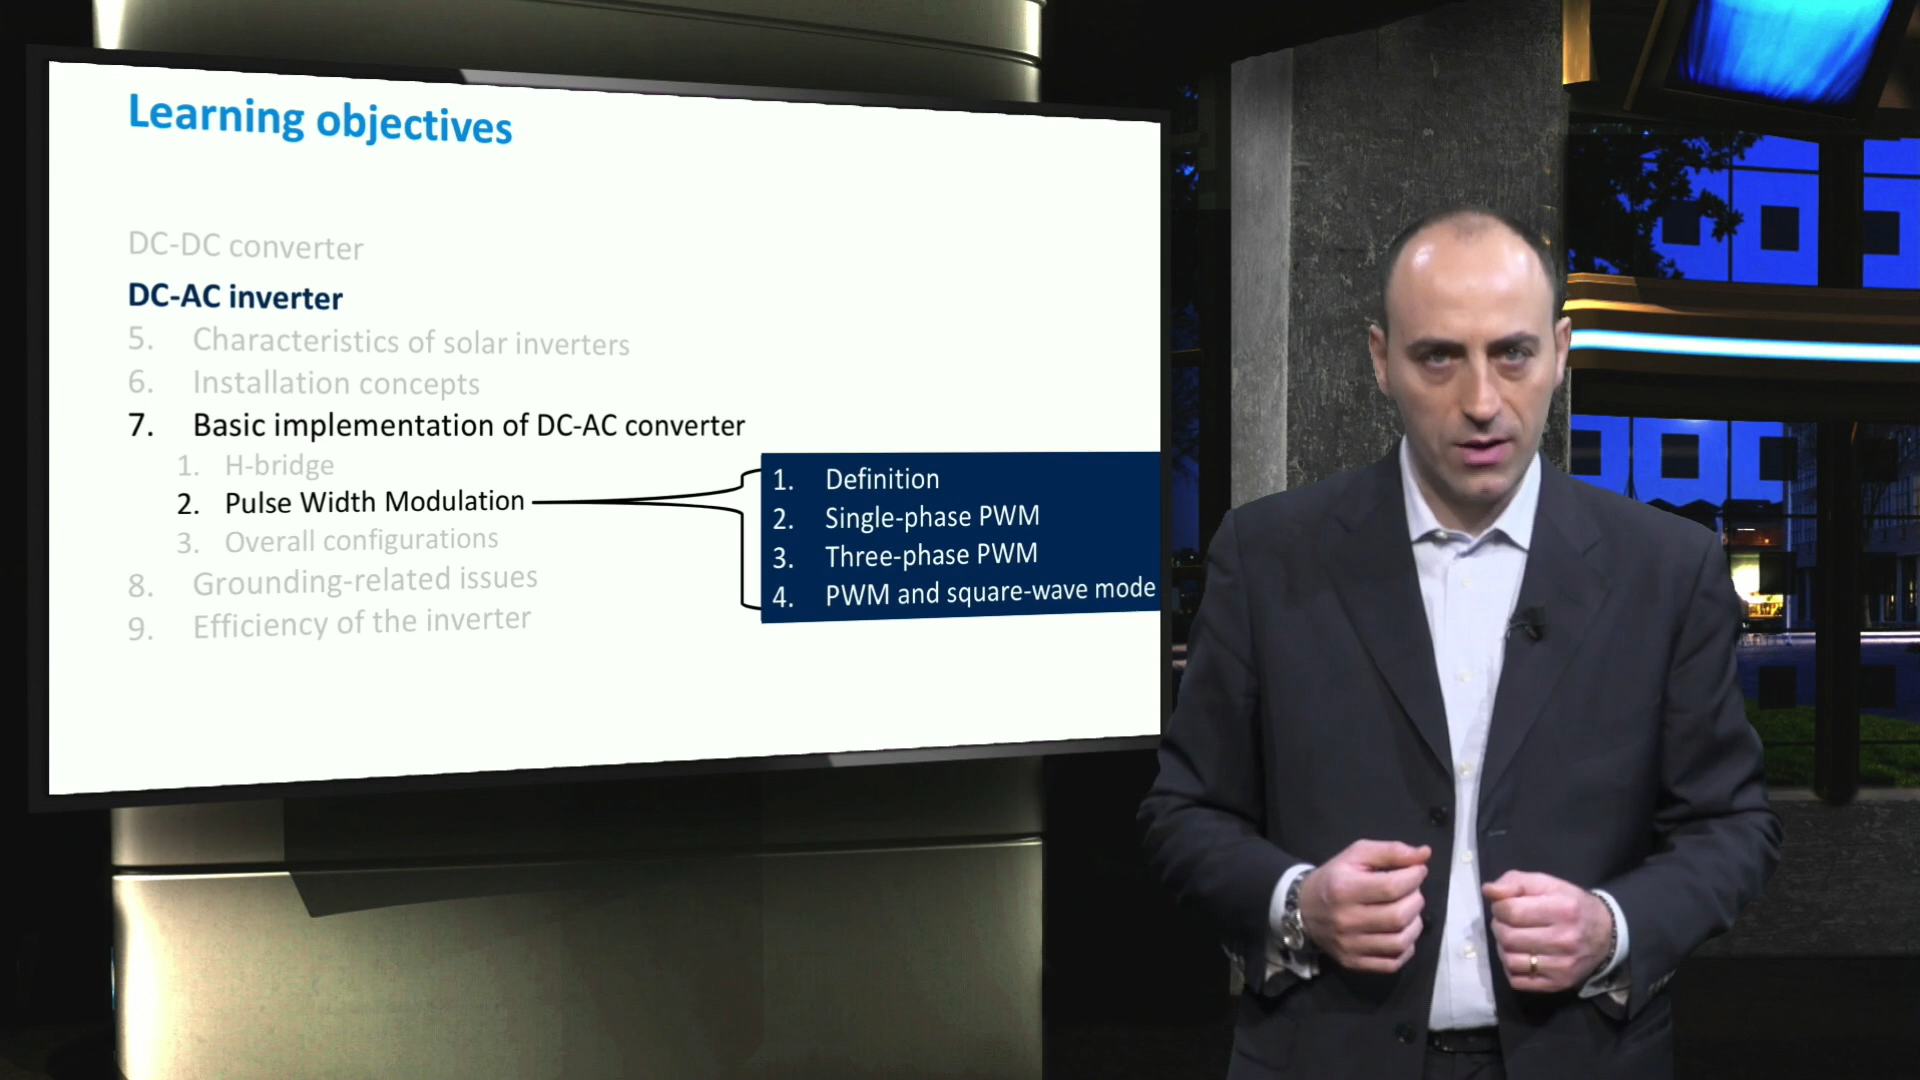 Learning objectives
DC-DC converter
DC-AC inverter
5. Characteristics of solar inverters
6. Installation concepts
7. Basic implementation of DC-AC converter
1. H-bridge
2. Pulse Width Modulation
3. Overall configurations
8. Grounding-related issues
9. Efficiency of the inverter
1. Definition
2. Single-phase PWM
3. Three-phase PWM
4. PWM and square-wave mode